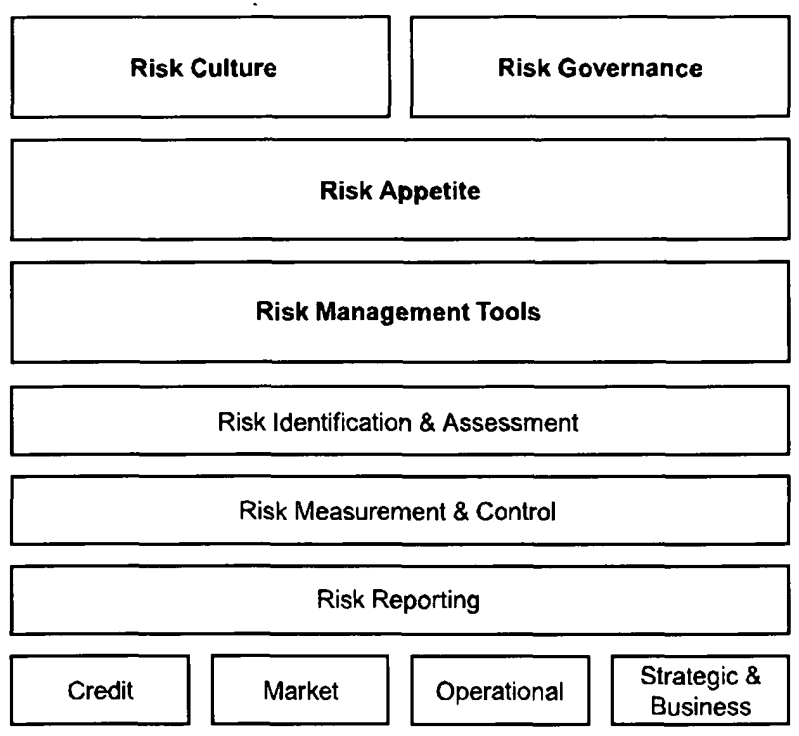 Risk Culture
Risk Governance
Risk Appetite
Risk Management Tools
Risk Identification & Assessment
Risk Measurement & Control
Risk Reporting
Credit
Market
Operational
Strategic &
Business